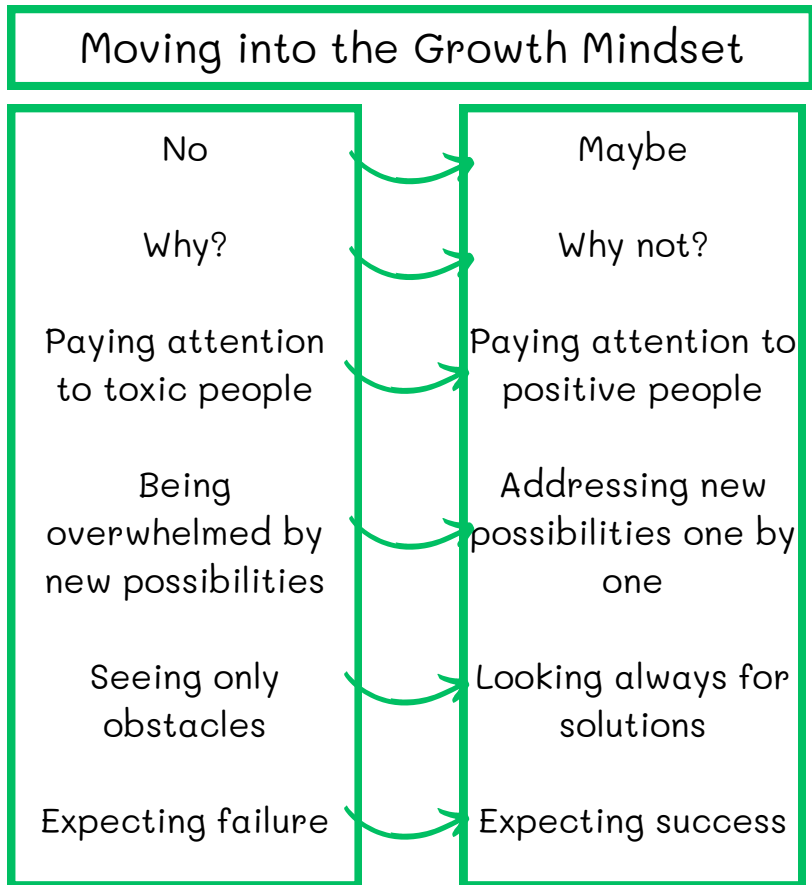 Moving into the Growth Mindset
No
Maybe
Why?
Why not?
Paying attention
to toxic people
Paying attention to
positive people
Being
overwhelmed by
new possibilities
Addressing new
possibilities one by
one
Seeing only
obstacles
Looking always for
solutions
Expecting failure
Expecting success